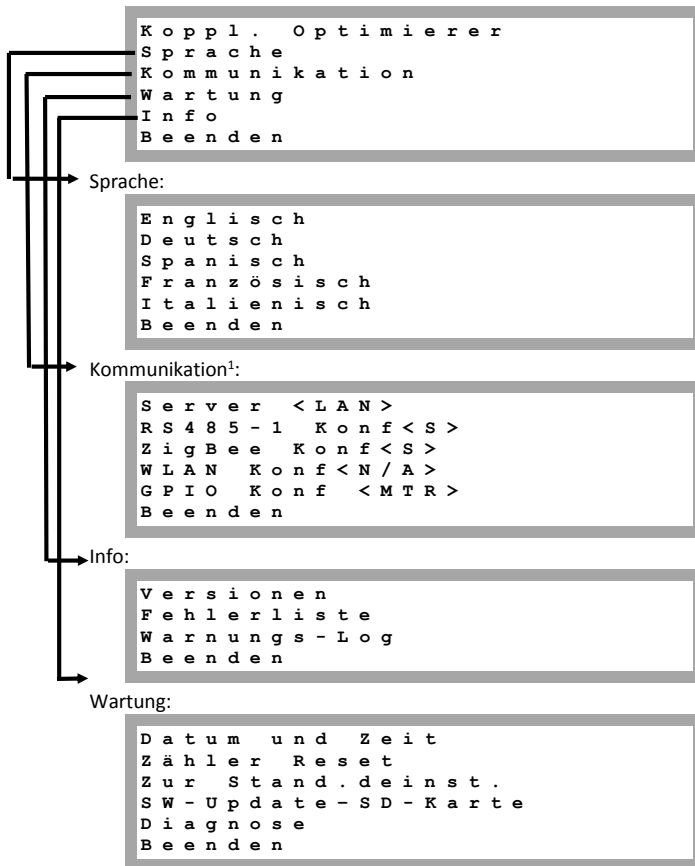 Koppl. Optimierer
Sprache
Kommunikation
Wartung
Info
Beenden
Sprache:
Englisch
Deutsch
Spanisch
Französisch
Italienisch
Beenden
Kommunikation¹:
Server <LAN>
RS485-1 Konf<S>
ZigBee Konf<S>
WLAN Konf<N/A>
GPIO Konf <MTR>
Beenden
Info:
Versionen
Fehlerliste
Warnungs-Log
Beenden
Wartung:
Datum und Zeit
Zähler Reset
Zur Stand.deinst.
SW-Update-SD-Karte
Diagnose
Beenden